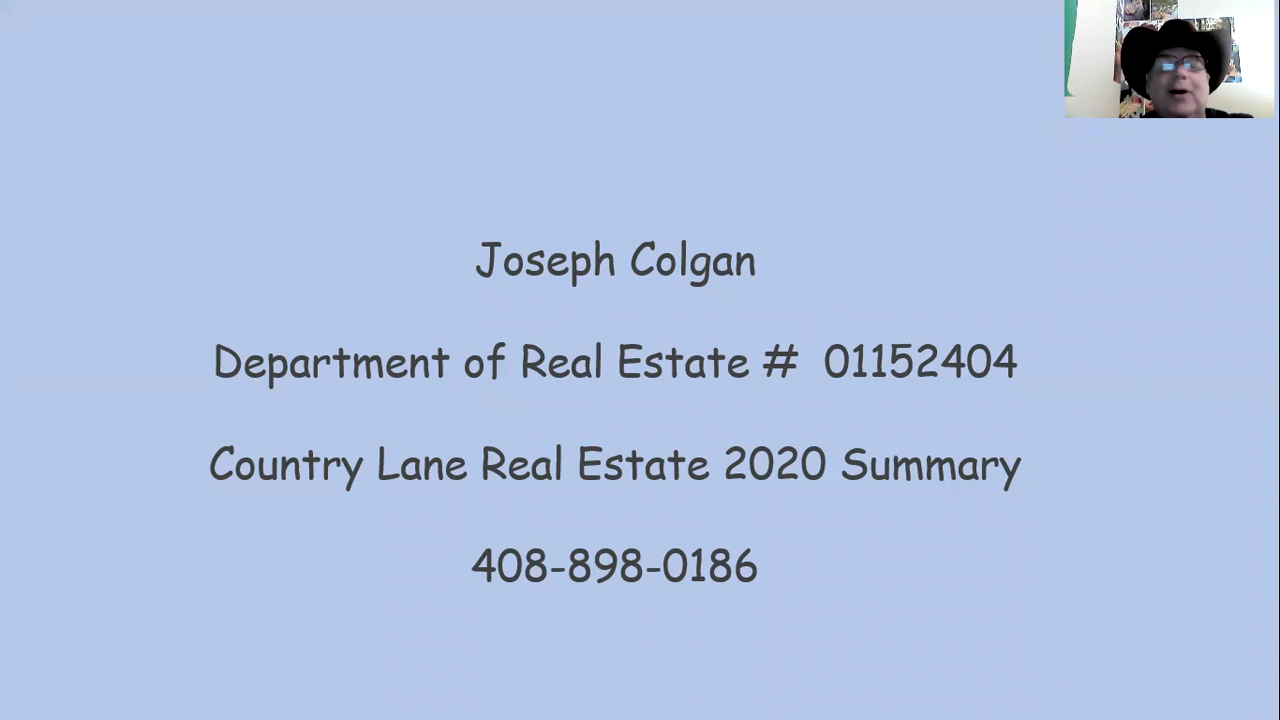 Joseph Colgan
Department of Real Estate # 01152404
Country Lane Real Estate 2020 Summary
408-898-0186